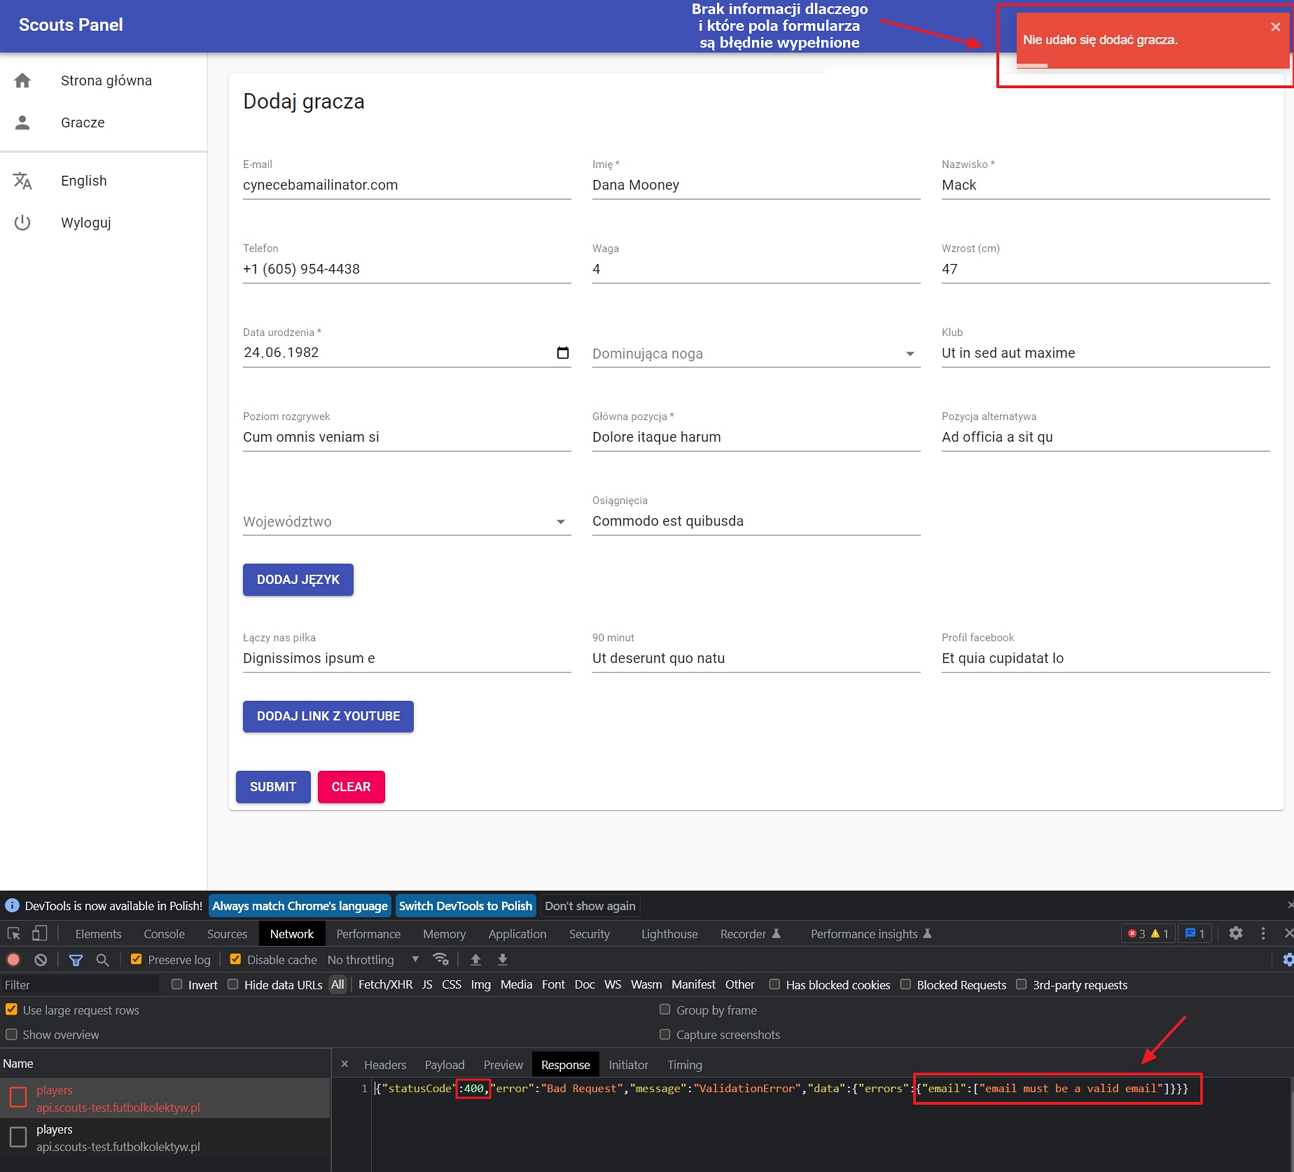 Scouts Panel
Brak informacji dlaczego
i które pola formularza
są błędnie wypełnione
Nie udało się dodać gracza.
Strona główna
Gracze
English
Wyloguj
Dodaj gracza
E-mail
cynecebamailinator.com
Imię *
Dana Mooney
Nazwisko *
Mack
Telefon
+1 (605) 954-4438
Waga
4
Wzrost (cm)
47
Data urodzenia *
24.06.1982
Dominująca noga
Klub
Ut in sed aut maxime
Poziom rozgrywek
Cum omnis veniam si
Główna pozycja *
Dolore itaque harum
Pozycja alternatywa
Ad officia a sit qu
Województwo
Osiągnięcia
Commodo est quibusda
DODAJ JĘZYK
Łączy nas piłka
Dignissimos ipsum e
90 minut
Ut deserunt quo natu
Profil facebook
Et quia cupidatat lo
DODAJ LINK Z YOUTUBE
SUBMIT CLEAR
DevTools is now available in Polish! Always match Chrome's language Switch DevTools to Polish Don't show again
Elements Console Sources Network Performance Memory Application Security Lighthouse Recorder Performance insights 3 1 1
Preserve log Disable cache No throttling
Filter Invert Hide data URLs All Fetch/XHR JS CSS Img Media Font Doc WS Wasm Manifest Other Has blocked cookies Blocked Requests 3rd-party requests
Use large request rows Group by frame
Show overview Capture screenshots
Name Headers Payload Preview Response Initiator Timing
players
api.scouts-test.futbolkolektyw.pl
players
api.scouts-test.futbolkolektyw.pl
1 {"statusCode":400,"error":"Bad Request","message":"ValidationError","data":{"errors":{"email":["email must be a valid email"]}}}